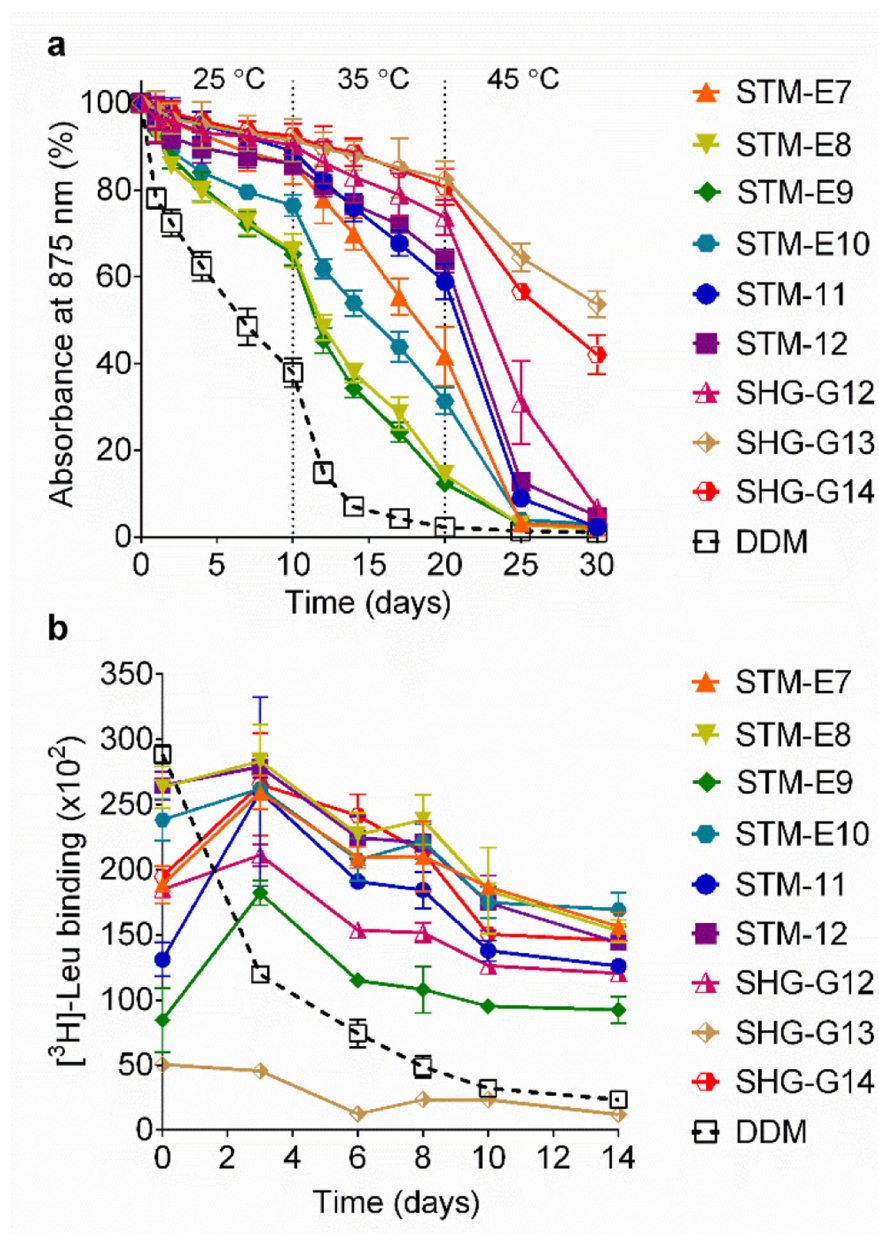 a
25 °C 35 °C 45 °C
100
80
60
40
20
0
0 5 10 15 20 25 30
Absorbance at 875 nm (%)
Time (days)
STM-E7
STM-E8
STM-E9
STM-E10
STM-11
STM-12
SHG-G12
SHG-G13
SHG-G14
DDM
b
350
300
250
200
150
100
50
0
0 2 4 6 8 10 12 14
[³H]-Leu binding (x10²)
Time (days)
STM-E7
STM-E8
STM-E9
STM-E10
STM-11
STM-12
SHG-G12
SHG-G13
SHG-G14
DDM